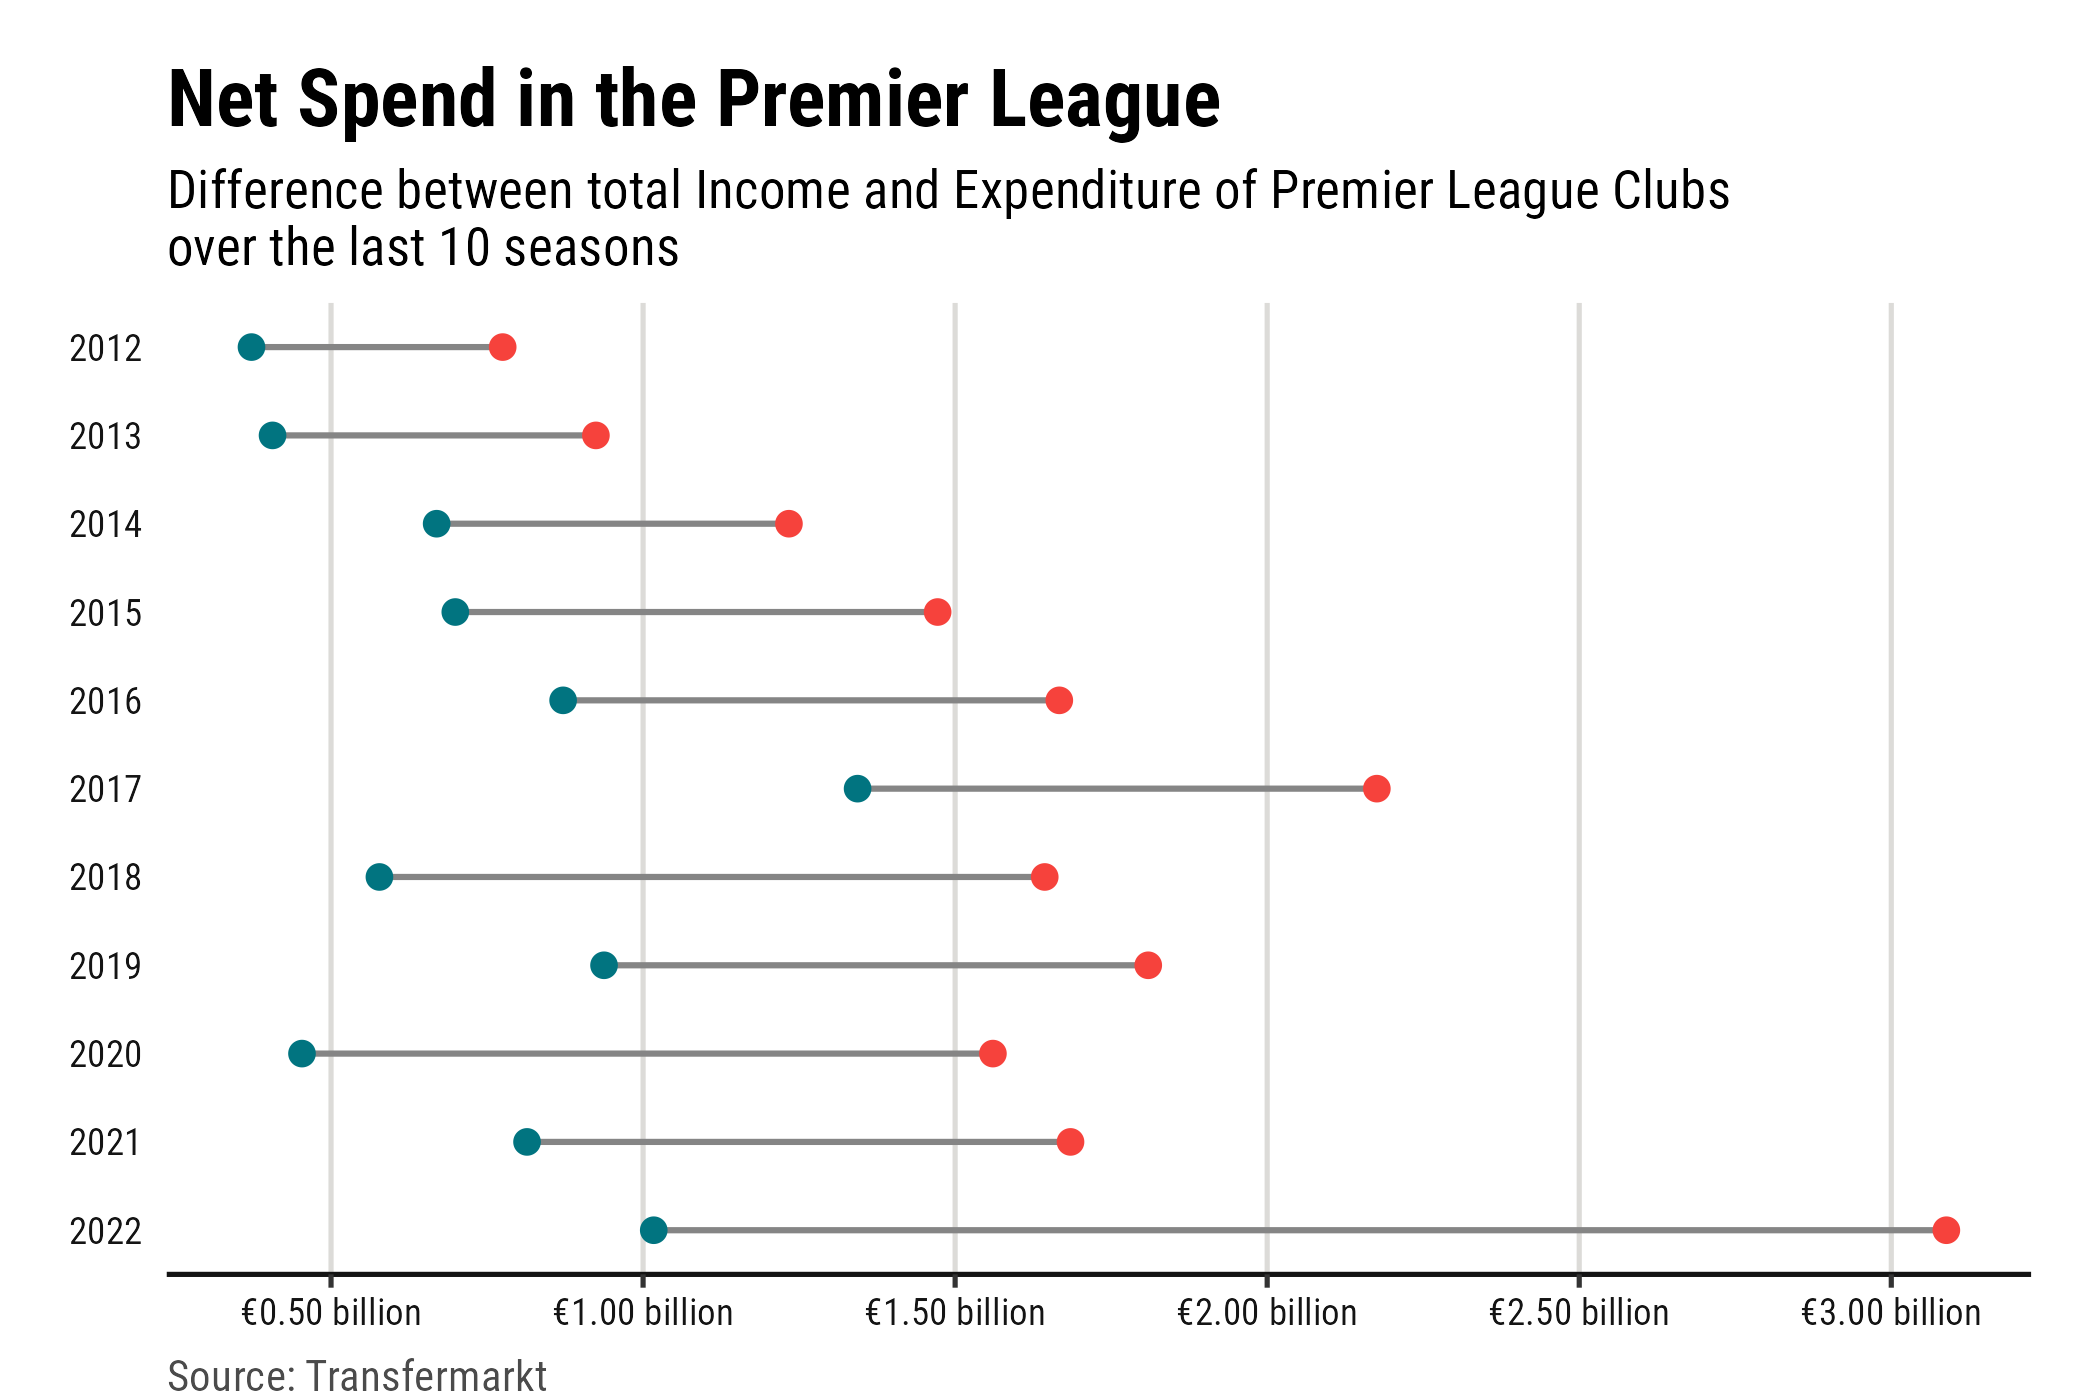 Net Spend in the Premier League
Difference between total Income and Expenditure of Premier League Clubs
over the last 10 seasons
2012
2013
2014
2015
2016
2017
2018
2019
2020
2021
2022
€0.50 billion
€1.00 billion
€1.50 billion
€2.00 billion
€2.50 billion
€3.00 billion
Source: Transfermarkt